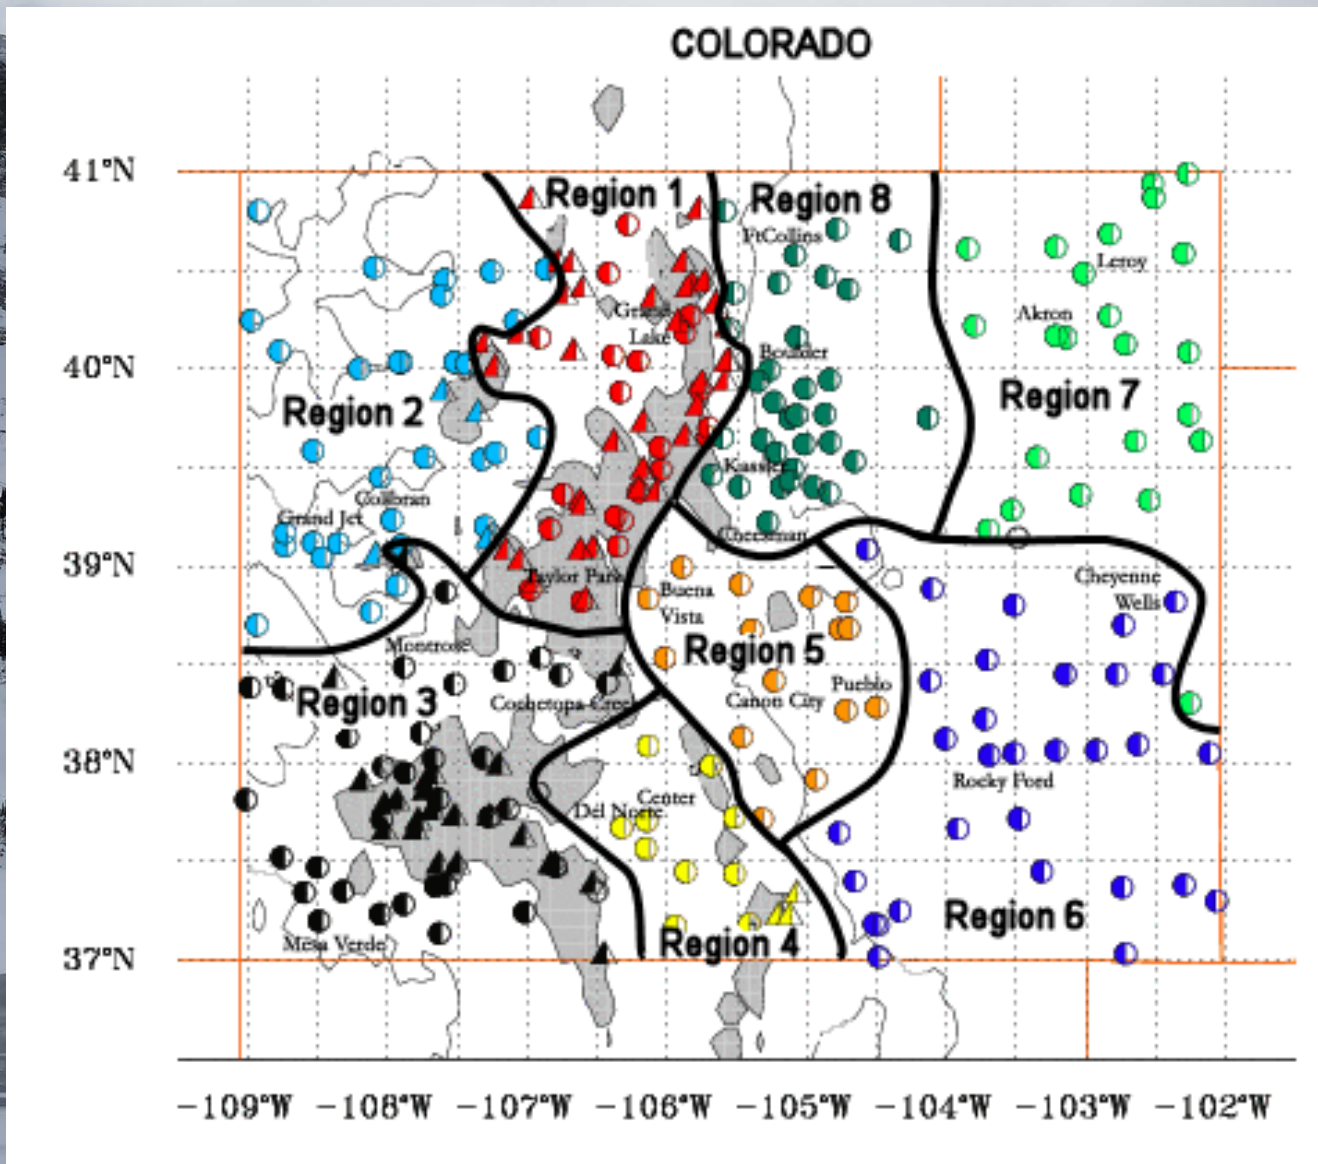 COLORADO
41°N
Region 1
Region 8
FtCollins
Leroy
Grand
Lake
Akron
Boulder
40°N
Region 2
Region 7
Kassler
Collbran
Grand Jct
Cheesman
39°N
Taylor Park
Buena
Vista
Cheyenne
Wells
Montrose
Region 5
Region 3
Cochetopa Creek
Canon City
Pueblo
38°N
Rocky Ford
Del Norte
Center
Mesa Verde
Region 4
Region 6
37°N
-109°W -108°W -107°W -106°W -105°W -104°W -103°W -102°W